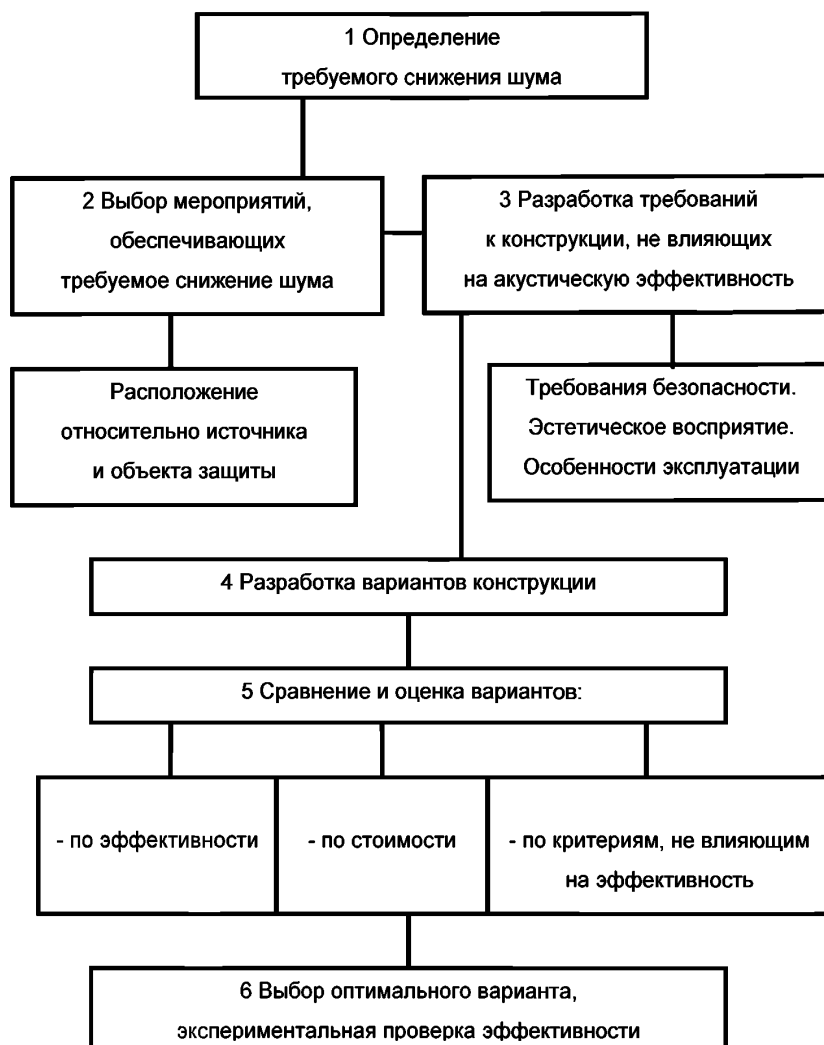 1 Определение
требуемого снижения шума
2 Выбор мероприятий,
обеспечивающих
требуемое снижение шума
3 Разработка требований
к конструкции, не влияющих
на акустическую эффективность
Расположение
относительно источника
и объекта защиты
Требования безопасности.
Эстетическое восприятие.
Особенности эксплуатации
4 Разработка вариантов конструкции
5 Сравнение и оценка вариантов:
- по эффективности
- по стоимости
- по критериям, не влияющим
на эффективность
6 Выбор оптимального варианта,
экспериментальная проверка эффективности